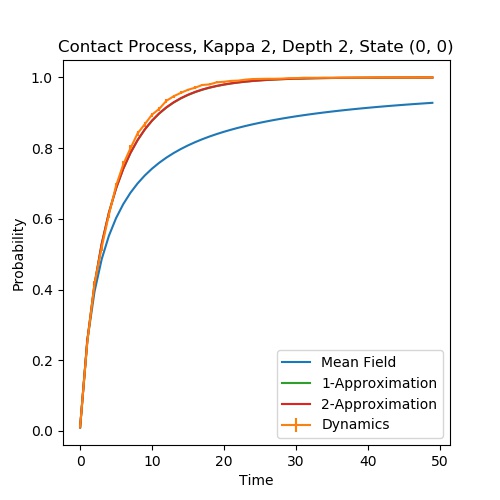 Contact Process, Kappa 2, Depth 2, State (0, 0)
1.0
0.8
0.6
0.4
0.2
0.0
Probability
0 10 20 30 40 50
Time
Mean Field
1-Approximation
2-Approximation
Dynamics